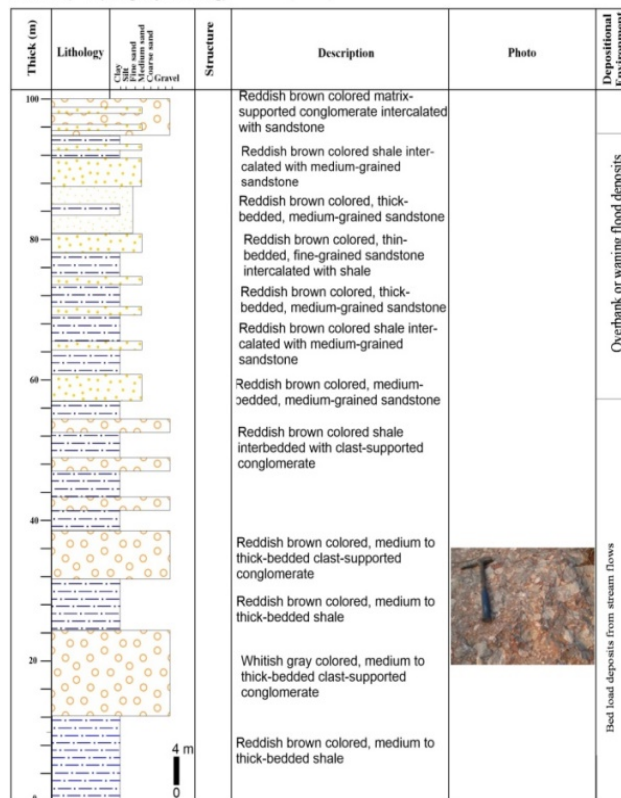 Thick (m)
Lithology
Clay
Silt
Fine sand
Medium sand
Coarse sand
Gravel
Structure
Description
Photo
Depositional
Environment
100
80
60
40
20
0
Reddish brown colored matrix-
supported conglomerate intercalated
with sandstone
Reddish brown colored shale inter-
calated with medium-grained
sandstone
Reddish brown colored, thick-
bedded, medium-grained sandstone
Reddish brown colored, thin-
bedded, fine-grained sandstone
intercalated with shale
Reddish brown colored, thick-
bedded, medium-grained sandstone
Reddish brown colored shale inter-
calated with medium-grained
sandstone
Reddish brown colored, medium-
bedded, medium-grained sandstone
Reddish brown colored shale
interbedded with clast-supported
conglomerate
Reddish brown colored, medium to
thick-bedded clast-supported
conglomerate
Reddish brown colored, medium to
thick-bedded shale
Whitish gray colored, medium to
thick-bedded clast-supported
conglomerate
Reddish brown colored, medium to
thick-bedded shale
4 m
0
Overbank or waning flood deposits
Bed load deposits from stream flows